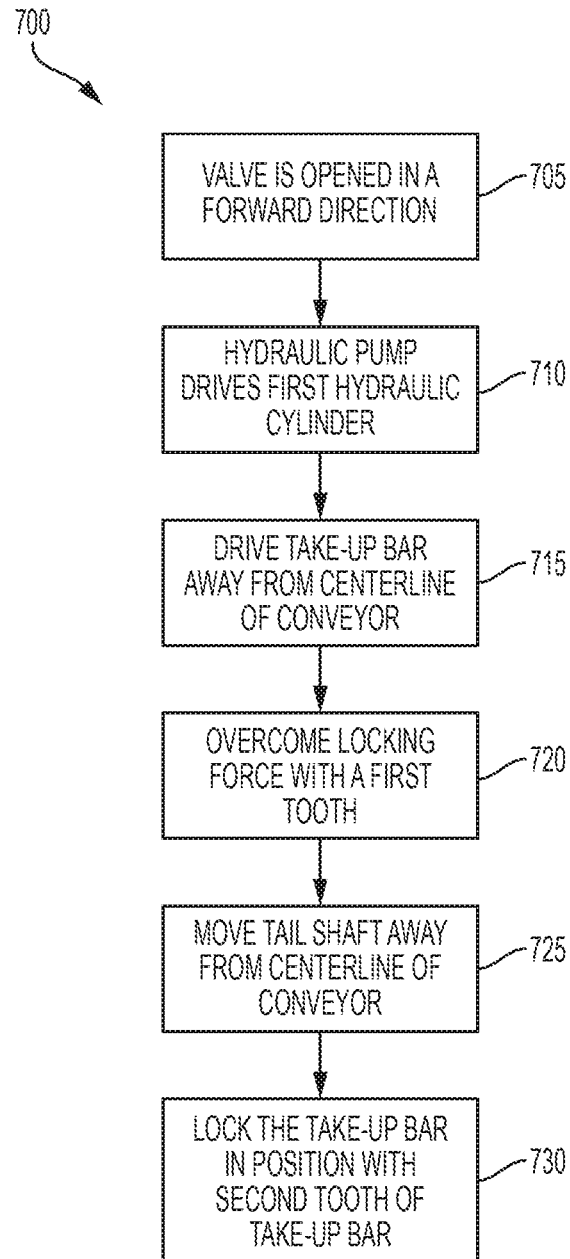 700
VALVE IS OPENED IN A
FORWARD DIRECTION
705
HYDRAULIC PUMP
DRIVES FIRST HYDRAULIC
CYLINDER
710
DRIVE TAKE-UP BAR
AWAY FROM CENTERLINE
OF CONVEYOR
715
OVERCOME LOCKING
FORCE WITH A FIRST
TOOTH
720
MOVE TAIL SHAFT AWAY
FROM CENTERLINE OF
CONVEYOR
725
LOCK THE TAKE-UP BAR
IN POSITION WITH
SECOND TOOTH OF
TAKE-UP BAR
730